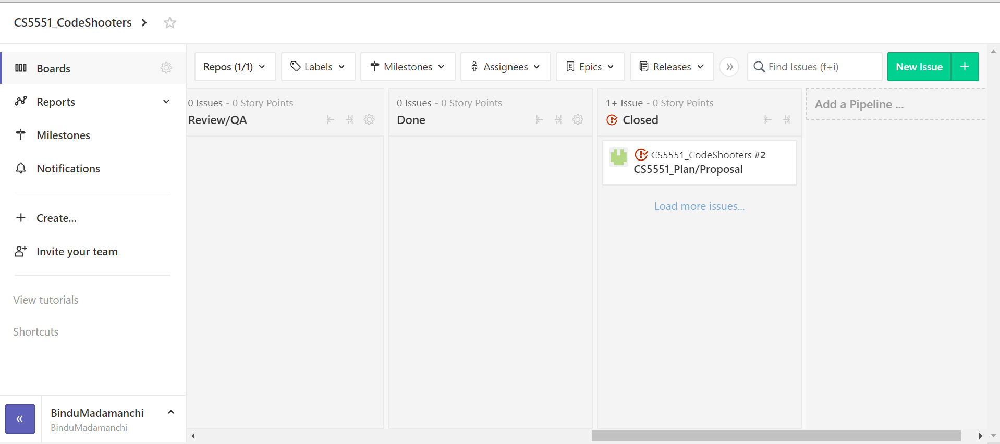 CS5551_CodeShooters
Boards
Reports
Milestones
Notifications
Create...
Invite your team
View tutorials
Shortcuts
BinduMadamanchi
BinduMadamanchi
Repos (1/1) Labels Milestones Assignees Epics Releases Find Issues (f+i) New Issue
0 Issues - 0 Story Points
Review/QA
0 Issues - 0 Story Points
Done
1+ Issue - 0 Story Points
Closed
CS5551_CodeShooters #2
CS5551_Plan/Proposal
Load more issues...
Add a Pipeline ...